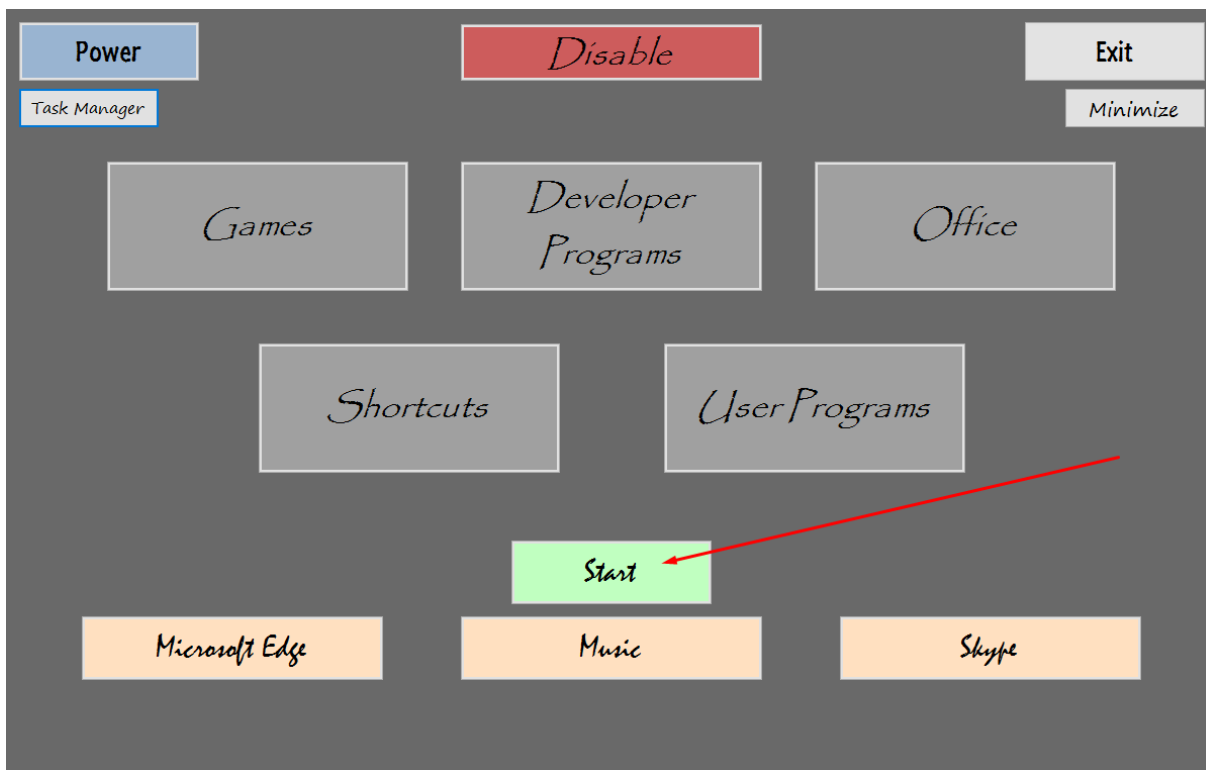 Power
Disable
Exit
Task Manager
Minimize
Games
Developer
Programs
Office
Shortcuts
User Programs
Start
Microsoft Edge
Music
Skype